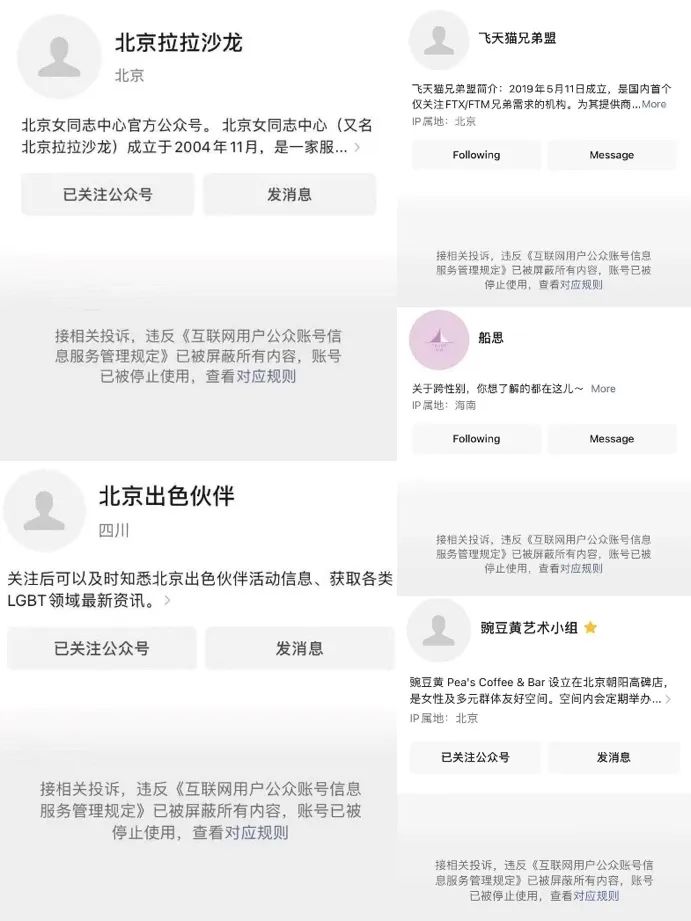 北京拉拉沙龙
北京
北京女同志中心官方公众号。 北京女同志中心（又名
北京拉拉沙龙）成立于2004年11月，是一家服...
已关注公众号
发消息
接相关投诉，违反《互联网用户公众账号信
息服务管理规定》已被屏蔽所有内容，账号
已被停止使用，查看对应规则
北京出色伙伴
四川
关注后可以及时知悉北京出色伙伴活动信息、获取各类
LGBT领域最新资讯。
已关注公众号
发消息
接相关投诉，违反《互联网用户公众账号信息
服务管理规定》已被屏蔽所有内容，账号已被
停止使用，查看对应规则
飞天猫兄弟盟
飞天猫兄弟盟简介：2019年5月11日成立，是国内首个
仅关注FTX/FTM兄弟需求的机构。为其提供商...More
IP属地：北京
Following
Message
接相关投诉，违反《互联网用户公众账号信息
服务管理规定》已被屏蔽所有内容，账号已被
停止使用，查看对应规则
船思
关于跨性别，你想了解的都在这儿～ More
IP属地：海南
Following
Message
接相关投诉，违反《互联网用户公众账号信息
服务管理规定》已被屏蔽所有内容，账号已被
停止使用，查看对应规则
豌豆黄艺术小组
豌豆黄 Pea's Coffee & Bar 设立在北京朝阳高碑店，
是女性及多元群体友好空间。空间内会定期举办...
IP属地：北京
已关注公众号
发消息
接相关投诉，违反《互联网用户公众账号信
息服务管理规定》已被屏蔽所有内容，账号
已被停止使用，查看对应规则